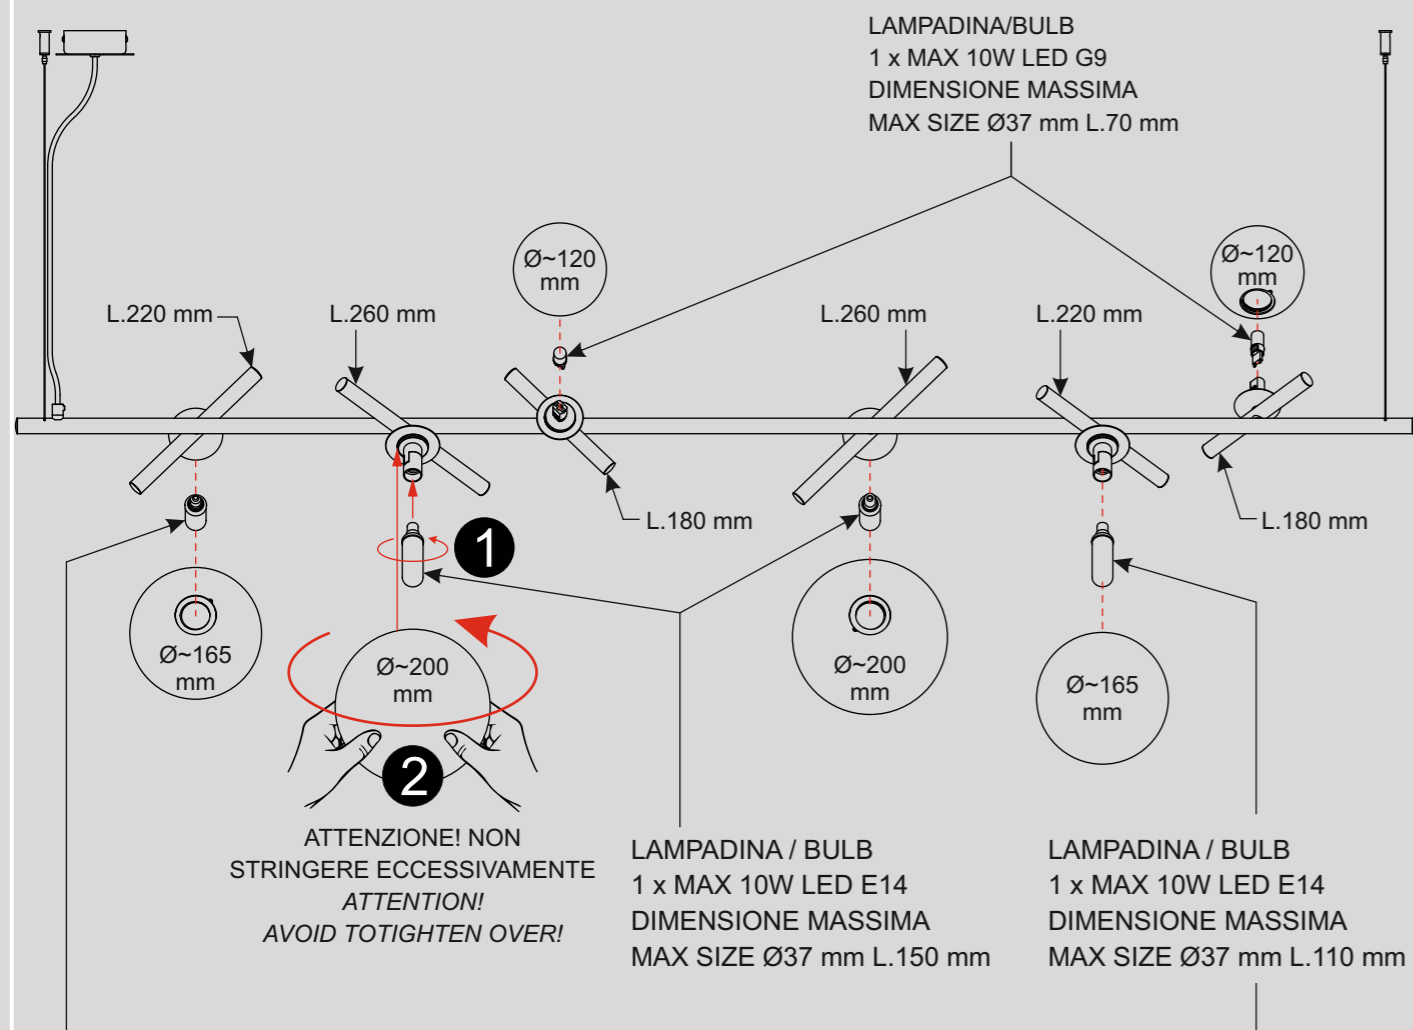 LAMPADINA/BULB
1 x MAX 10W LED G9
DIMENSIONE MASSIMA
MAX SIZE Ø37 mm L.70 mm
Ø~120
mm
Ø~120
mm
L.220 mm
L.260 mm
L.260 mm
L.220 mm
L.180 mm
L.180 mm
1
Ø~165
mm
Ø~200
mm
Ø~200
mm
Ø~165
mm
2
ATTENZIONE! NON
STRINGERE ECCESSIVAMENTE
ATTENTION!
AVOID TOTIGHTEN OVER!
LAMPADINA / BULB
1 x MAX 10W LED E14
DIMENSIONE MASSIMA
MAX SIZE Ø37 mm L.150 mm
LAMPADINA / BULB
1 x MAX 10W LED E14
DIMENSIONE MASSIMA
MAX SIZE Ø37 mm L.110 mm